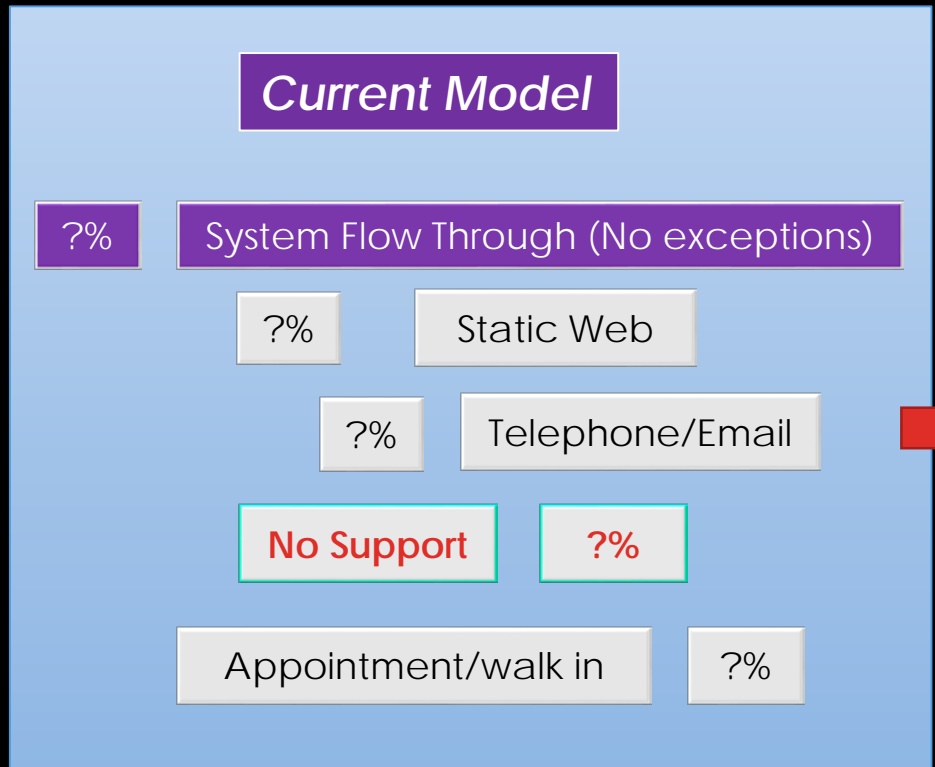 Current Model
?% System Flow Through (No exceptions)
?% Static Web
?% Telephone/Email
No Support ?%
Appointment/walk in ?%